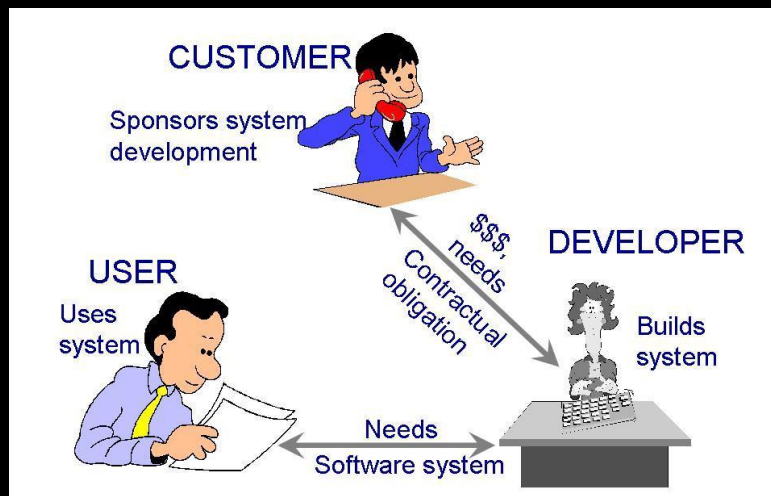 CUSTOMER
Sponsors system
development
$$$,
needs
Contractual
obligation
DEVELOPER
Builds
system
USER
Uses
system
Needs
Software system